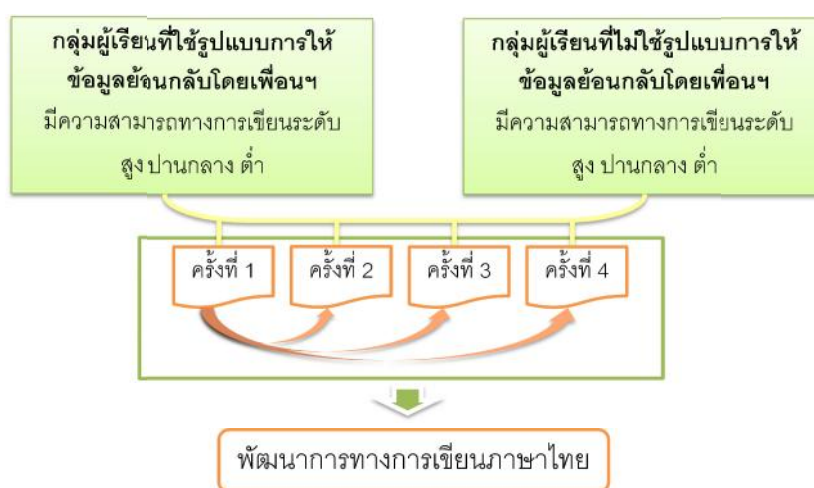 กลุ่มผู้เรียนที่ใช้รูปแบบการให้
ข้อมูลย้อนกลับโดยเพื่อนฯ
มีความสามารถทางการเขียนระดับ
สูง ปานกลาง ต่ำ
กลุ่มผู้เรียนที่ไม่ใช้รูปแบบการให้
ข้อมูลย้อนกลับโดยเพื่อนฯ
มีความสามารถทางการเขียนระดับ
สูง ปานกลาง ต่ำ
ครั้งที่ 1
ครั้งที่ 2
ครั้งที่ 3
ครั้งที่ 4
พัฒนาการทางการเขียนภาษาไทย